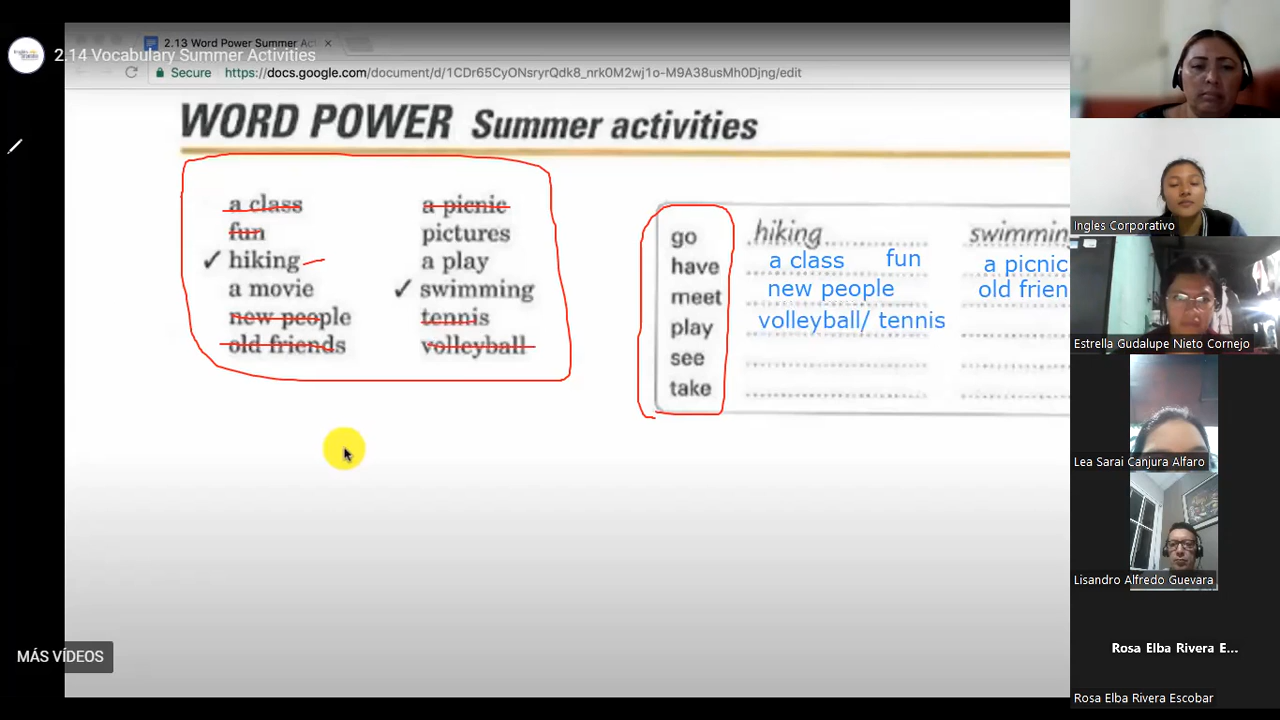 2.13 Word Power Summer Ac
2.14 Vocabulary Summer Activities
Secure https://docs.google.com/document/d/1CDr65CyONsryrQdk8_nrk0M2wj1o-M9A38usMh0Djng/edit
WORD POWER Summer activities
a class a picnic
fun pictures
✓ hiking a play
a movie ✓ swimming
new people tennis
old friends volleyball
go hiking swimmin
have a class fun a picnic
meet new people old frien
play volleyball/ tennis
see
take
MÁS VÍDEOS
Ingles Corporativo
Estrella Gudalupe Nieto Cornejo
Lea Sarai Canjura Alfaro
Lisandro Alfredo Guevara
Rosa Elba Rivera E...
Rosa Elba Rivera Escobar